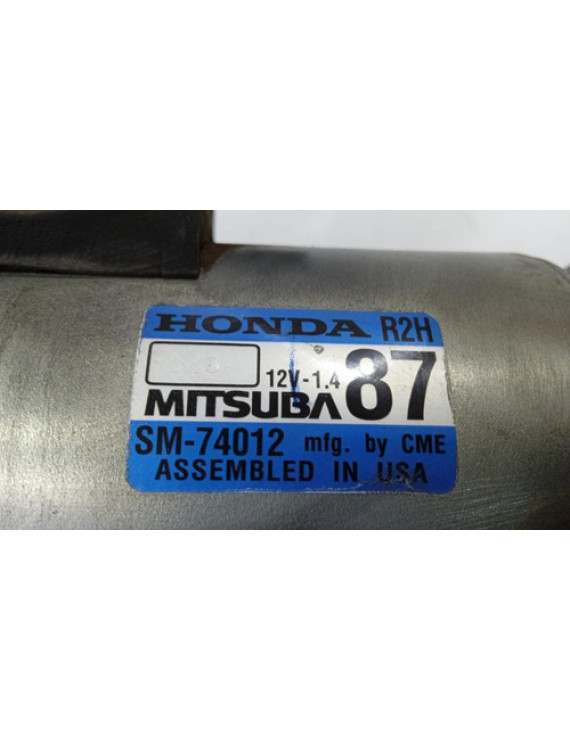 HONDA R2H
12V-1.4 87
MITSUBA
SM-74012 mfg. by CME
ASSEMBLED IN USA